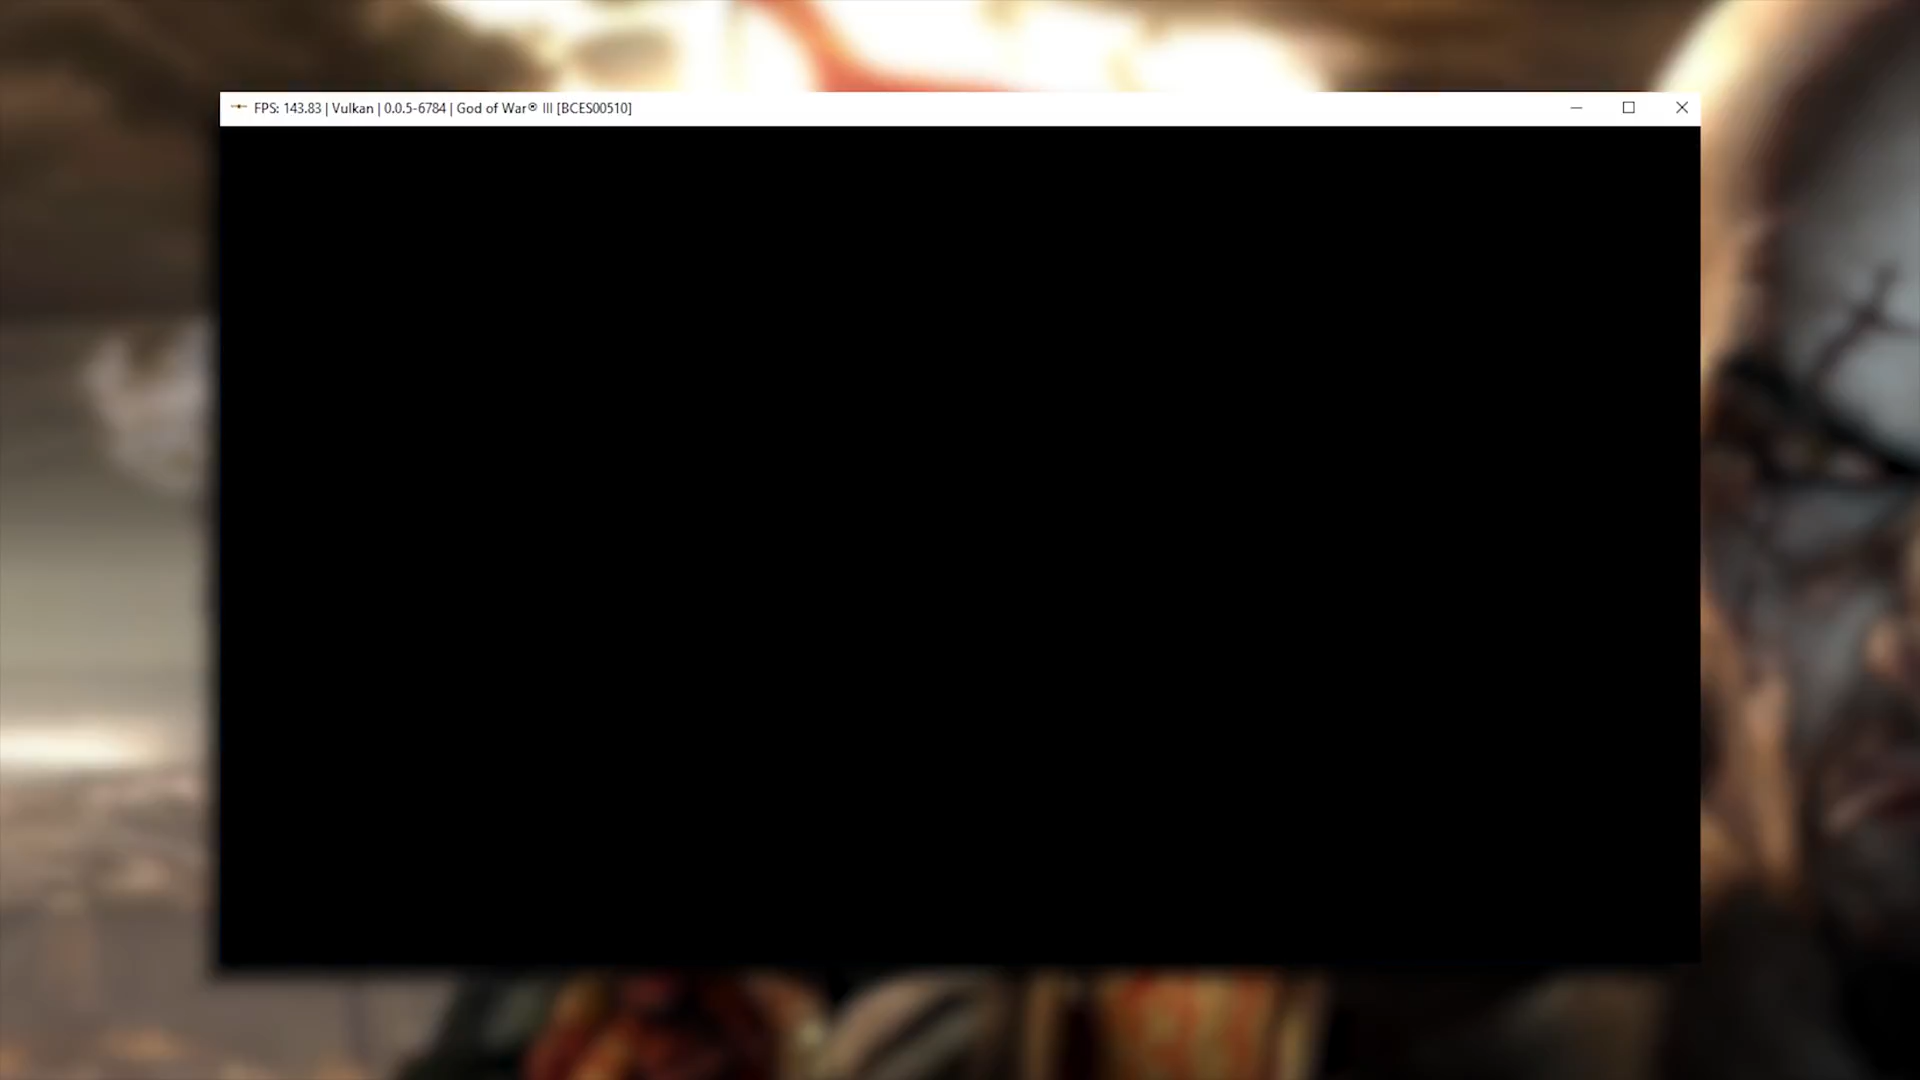 FPS: 143.83 | Vulkan | 0.0.5-6784 | God of War® III [BCES00510]